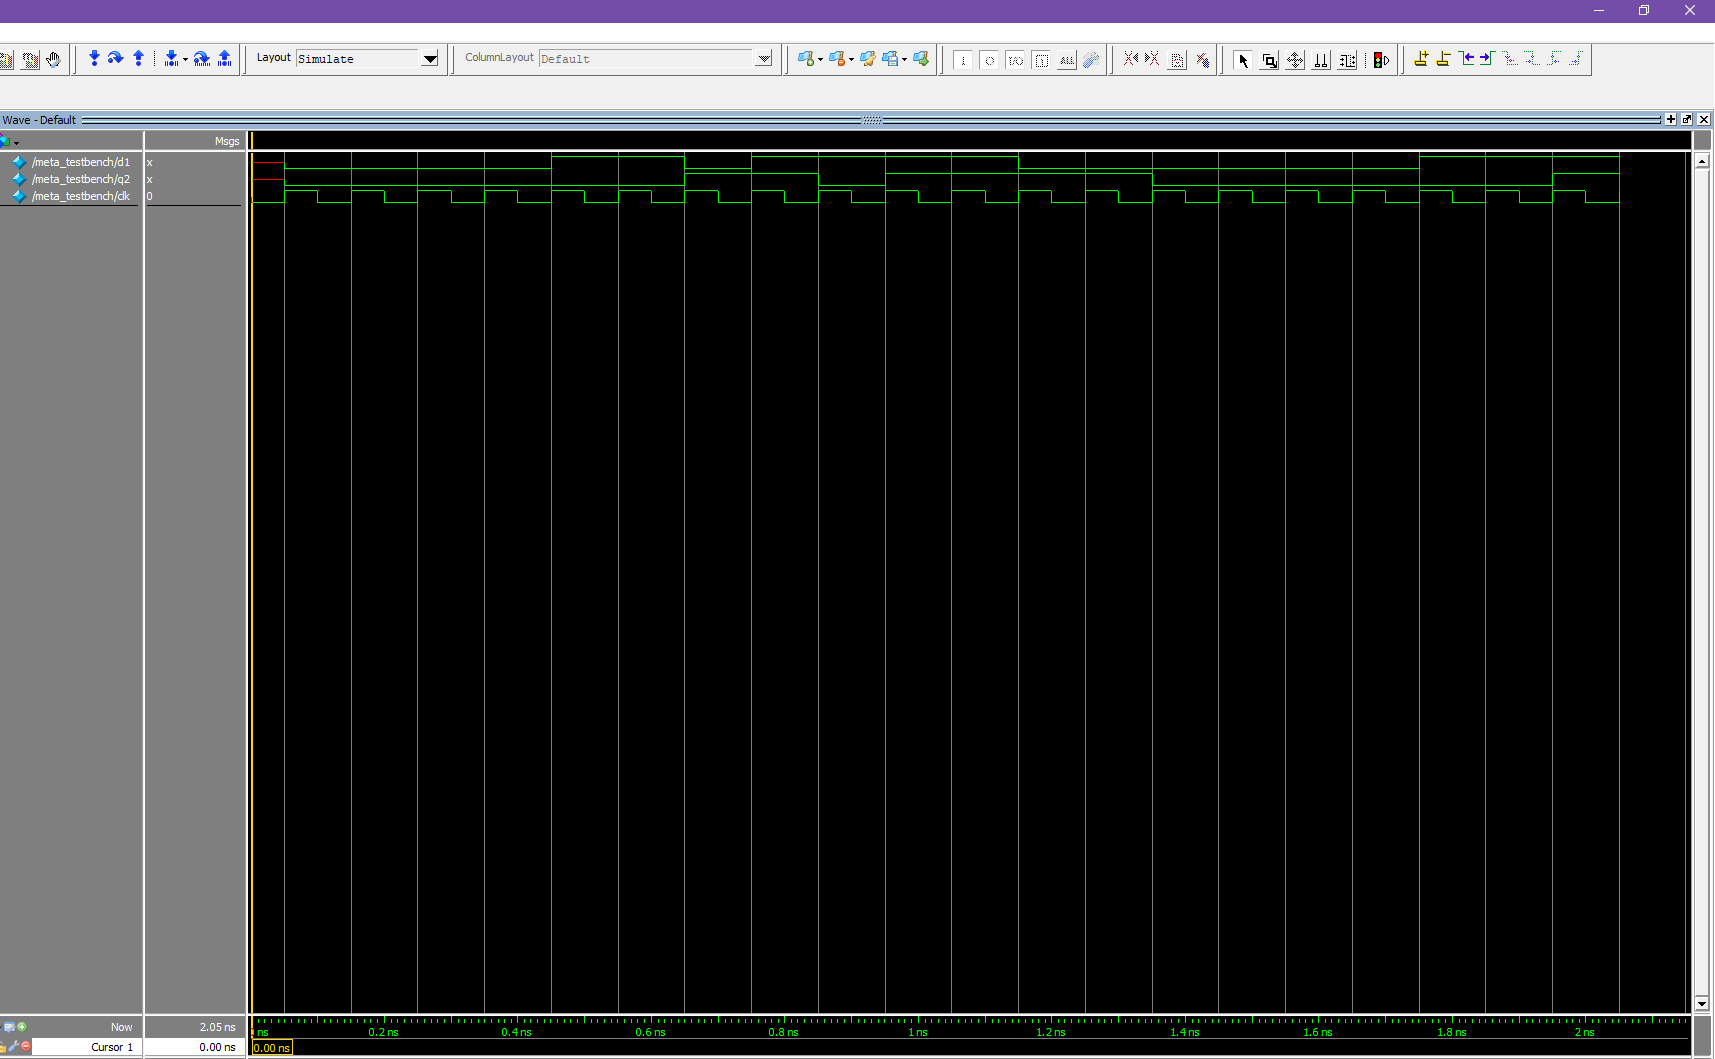 Layout Simulate
ColumnLayout Default
I O I/O ALL
Wave - Default
Msgs
/meta_testbench/d1 x
/meta_testbench/q2 x
/meta_testbench/clk 0
Now 2.05 ns
ns 0.2 ns 0.4 ns 0.6 ns 0.8 ns 1 ns 1.2 ns 1.4 ns 1.6 ns 1.8 ns 2 ns
Cursor 1 0.00 ns
0.00 ns